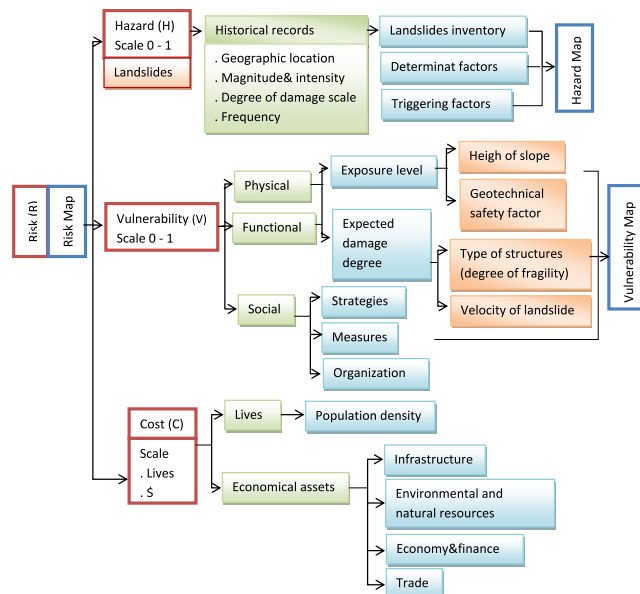 Hazard (H)
Scale 0 - 1
Landslides
Historical records
. Geographic location
. Magnitude& intensity
. Degree of damage scale
. Frequency
Landslides inventory
Determinat factors
Triggering factors
Hazard Map
Risk (R)
Risk Map
Vulnerability (V)
Scale 0 - 1
Physical
Functional
Social
Exposure level
Expected
damage
degree
Strategies
Measures
Organization
Heigh of slope
Geotechnical
safety factor
Type of structures
(degree of fragility)
Velocity of landslide
Vulnerability Map
Cost (C)
Scale
. Lives
. $
Lives
Population density
Economical assets
Infrastructure
Environmental and
natural resources
Economy&finance
Trade